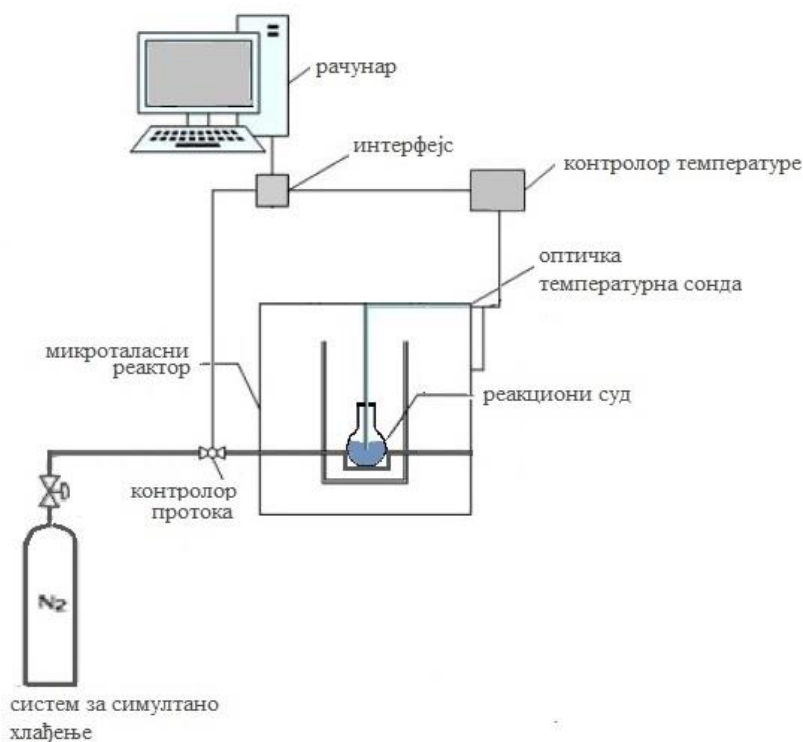 рачунар
интерфејс
контролор температуре
оптичка
температурна сонда
микроталасни
реактор
реакциони суд
контролор
протока
N2
систем за симултано
хлађење